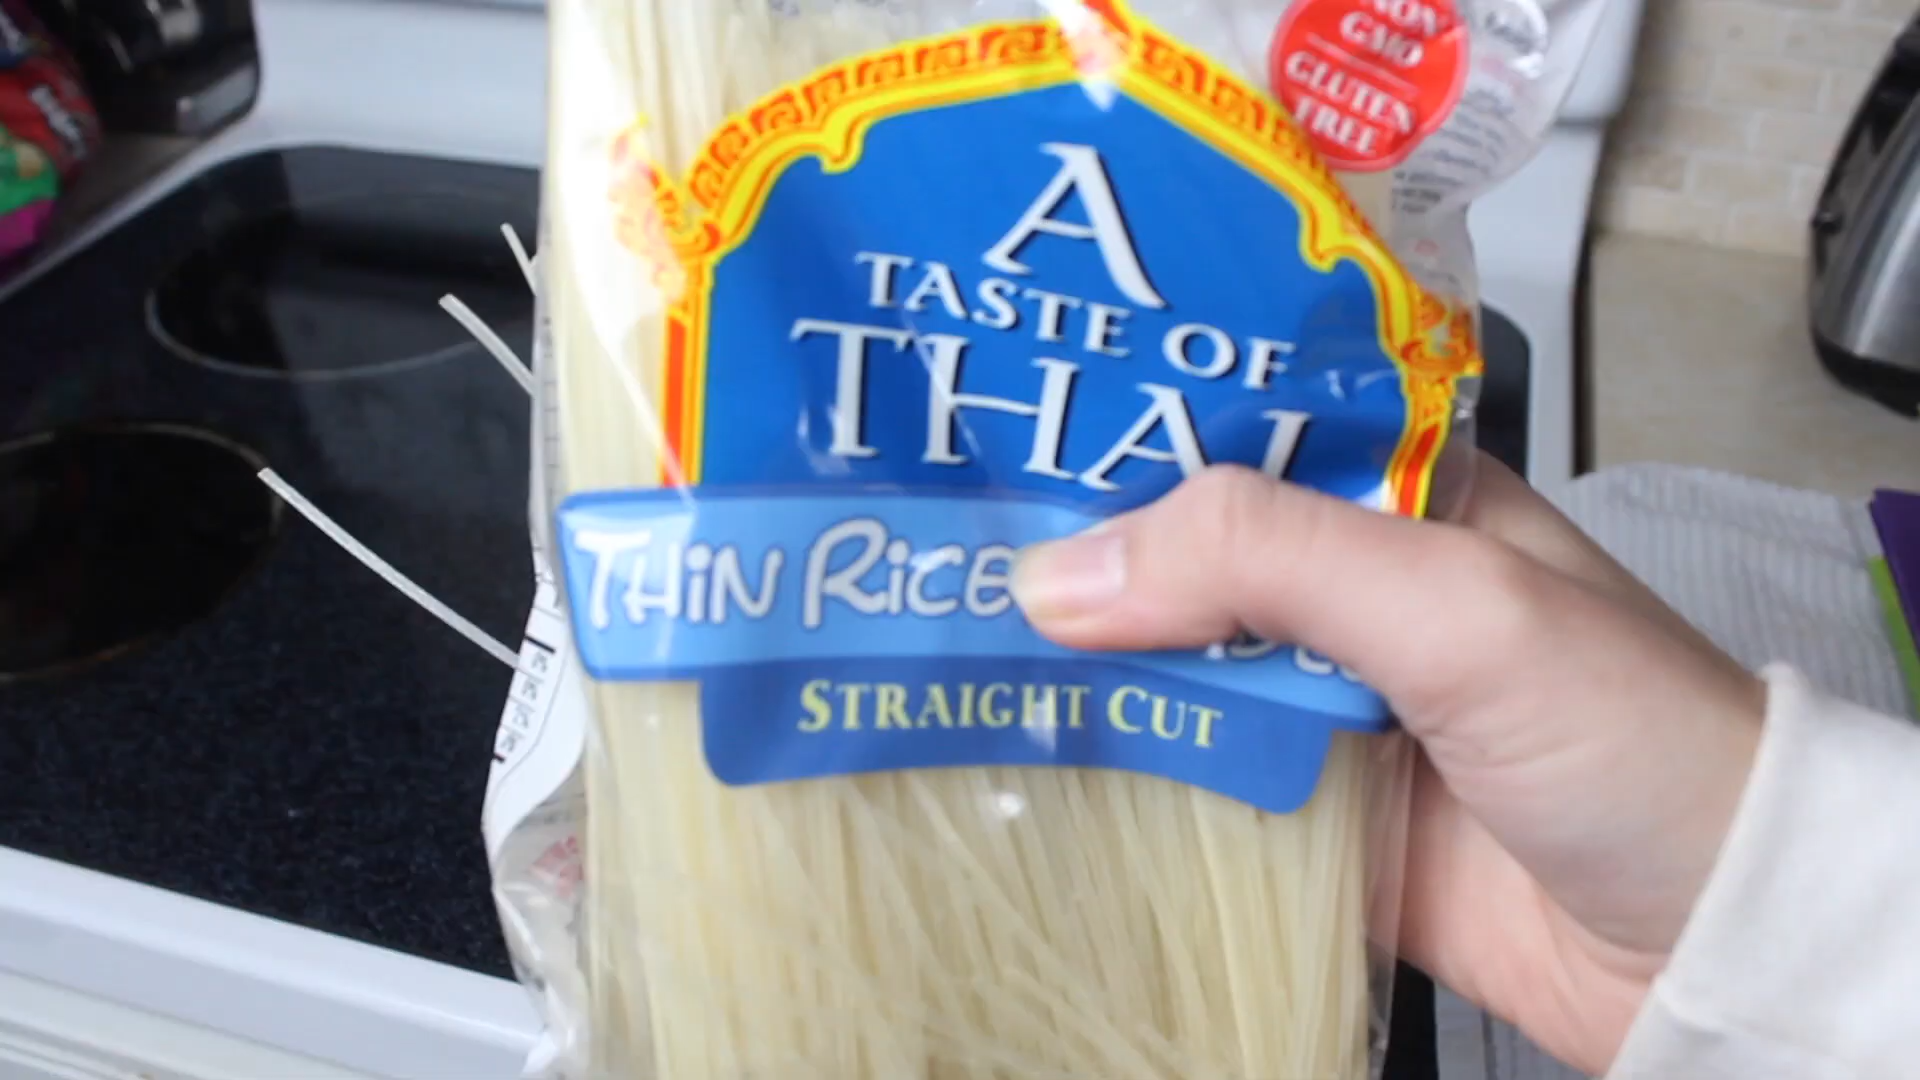 NON
GMO
GLUTEN
FREE
A
TASTE OF
THAI
THIN RICE
STRAIGHT CUT